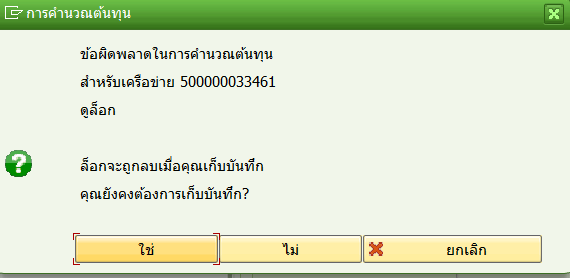 การคำนวณต้นทุน
ข้อผิดพลาดในการคำนวณต้นทุน
สำหรับเครือข่าย 500000033461
ดูล็อก
ล็อกจะถูกลบเมื่อคุณเก็บบันทึก
คุณยังคงต้องการเก็บบันทึก?
ใช่ ไม่ ยกเลิก